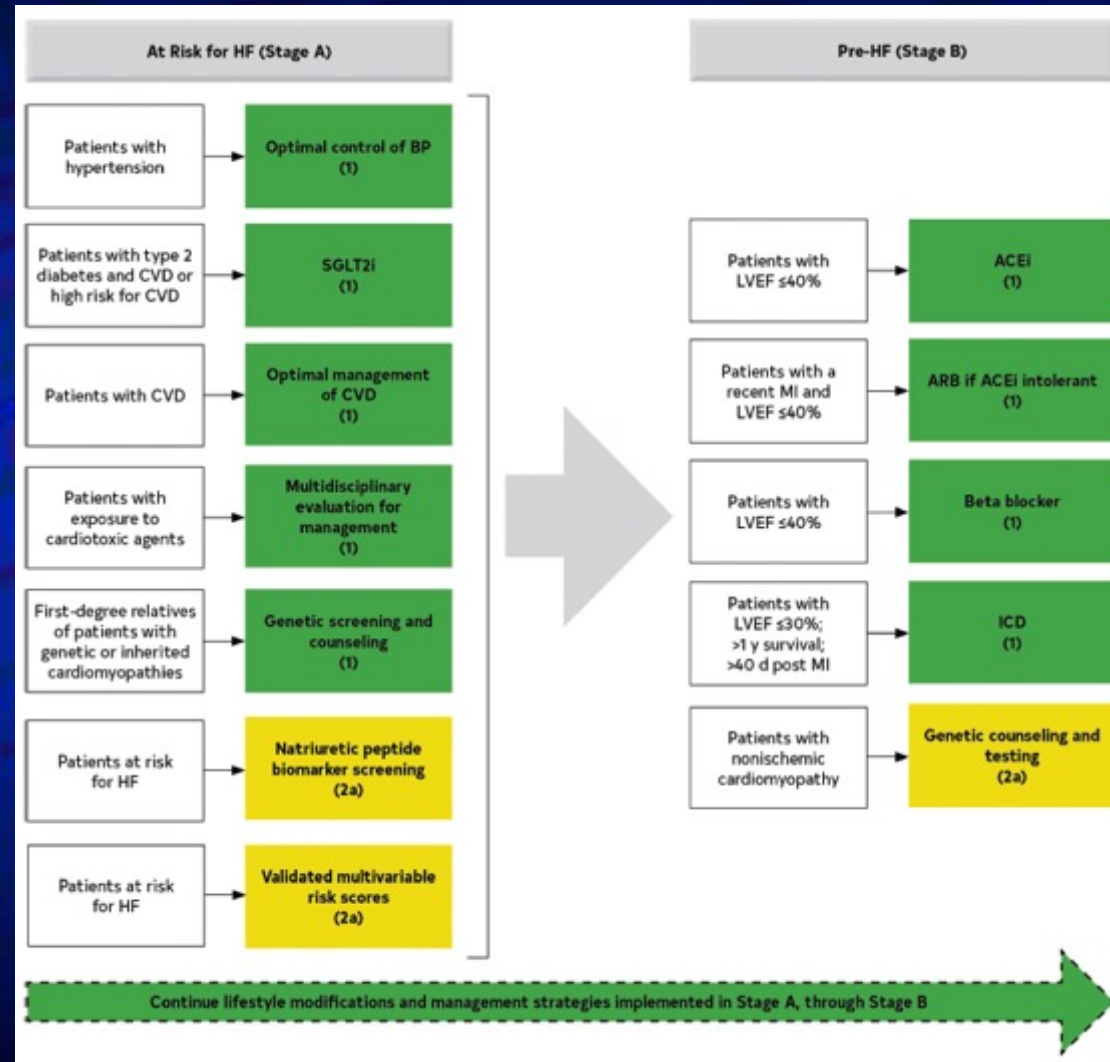 At Risk for HF (Stage A)
Patients with
hypertension
Optimal control of BP
(1)
Patients with type 2
diabetes and CVD or
high risk for CVD
SGLT2i
(1)
Patients with CVD
Optimal management
of CVD
(1)
Patients with
exposure to
cardiotoxic agents
Multidisciplinary
evaluation for
management
(1)
First-degree relatives
of patients with
genetic or inherited
cardiomyopathies
Genetic screening and
counseling
(1)
Patients at risk
for HF
Natriuretic peptide
biomarker screening
(2a)
Patients at risk
for HF
Validated multivariable
risk scores
(2a)
Pre-HF (Stage B)
Patients with
LVEF ≤40%
ACEi
(1)
Patients with a
recent MI and
LVEF ≤40%
ARB if ACEi intolerant
(1)
Patients with
LVEF ≤40%
Beta blocker
(1)
Patients with
LVEF ≤30%;
>1 y survival;
>40 d post MI
ICD
(1)
Patients with
nonischemic
cardiomyopathy
Genetic counseling and
testing
(2a)
Continue lifestyle modifications and management strategies implemented in Stage A, through Stage B